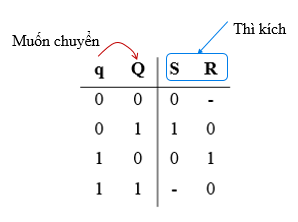 Thì kích
Muốn chuyển
q Q S R
0 0 0 -
0 1 1 0
1 0 0 1
1 1 - 0